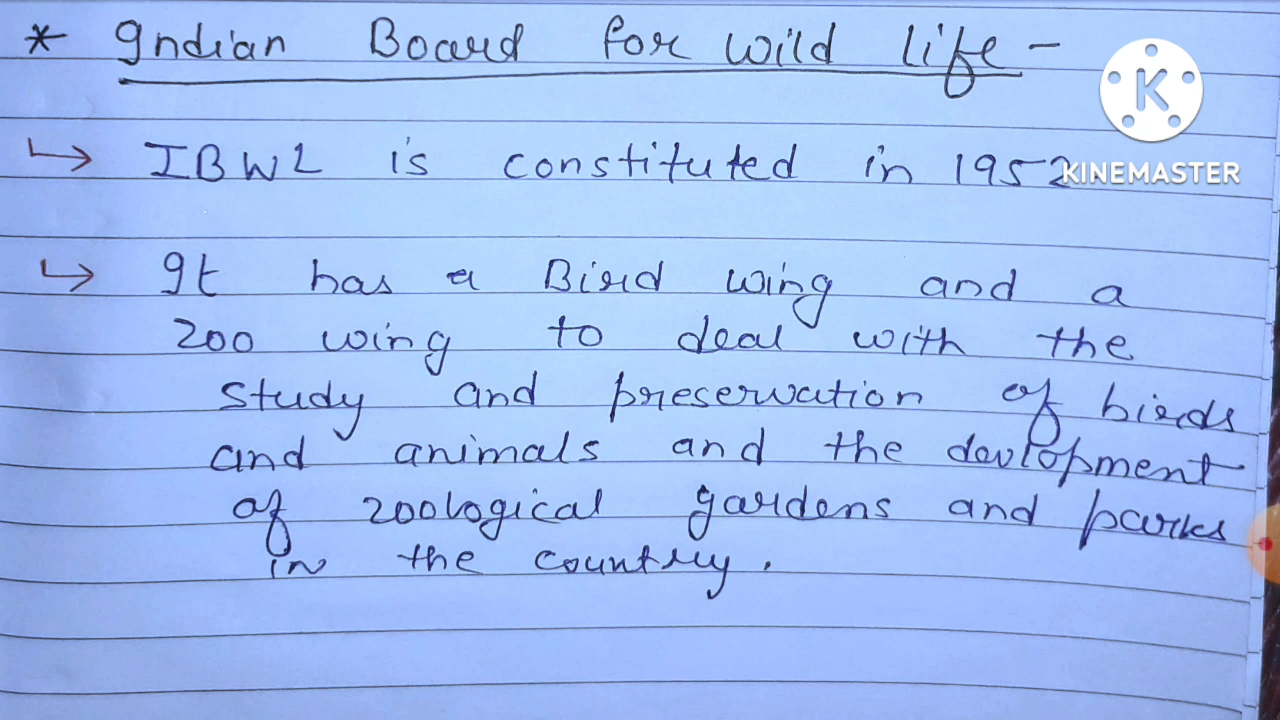 * Indian Board for wild life -
↳ IBWL is constituted in 1952
KINEMASTER
↳ It has a Bird wing and a
zoo wing to deal with the
study and preservation of birds
and animals and the devlopment
of zoological gardens and parks
in the country.